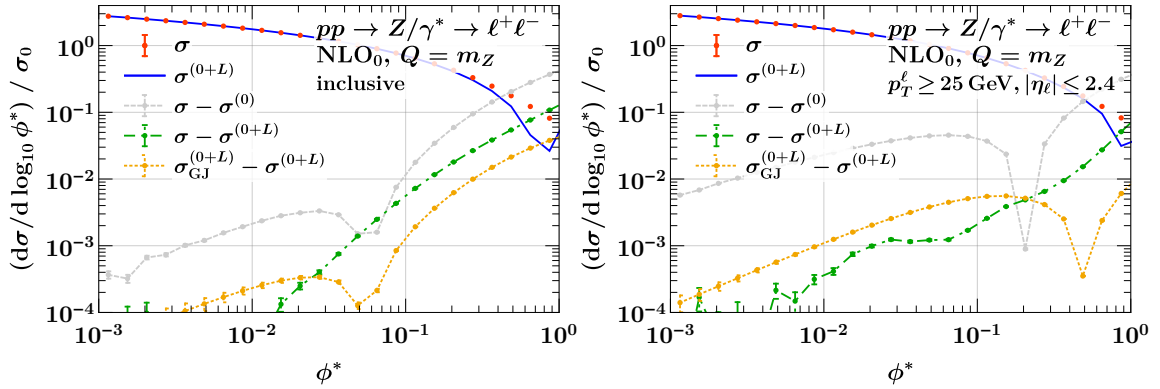 (dσ/d log₁₀ ϕ*) / σ₀
10⁰
10⁻¹
10⁻²
10⁻³
10⁻⁴
σ
σ^(0+L)
σ − σ^(0)
σ − σ^(0+L)
σ_GJ^(0+L) − σ^(0+L)
pp → Z/γ* → ℓ⁺ℓ⁻
NLO₀, Q = m_Z
inclusive
10⁻³ 10⁻² 10⁻¹ 10⁰
ϕ*
(dσ/d log₁₀ ϕ*) / σ₀
10⁰
10⁻¹
10⁻²
10⁻³
10⁻⁴
σ
σ^(0+L)
σ − σ^(0)
σ − σ^(0+L)
σ_GJ^(0+L) − σ^(0+L)
pp → Z/γ* → ℓ⁺ℓ⁻
NLO₀, Q = m_Z
p_T^ℓ ≥ 25 GeV, |η_ℓ| ≤ 2.4
10⁻³ 10⁻² 10⁻¹ 10⁰
ϕ*